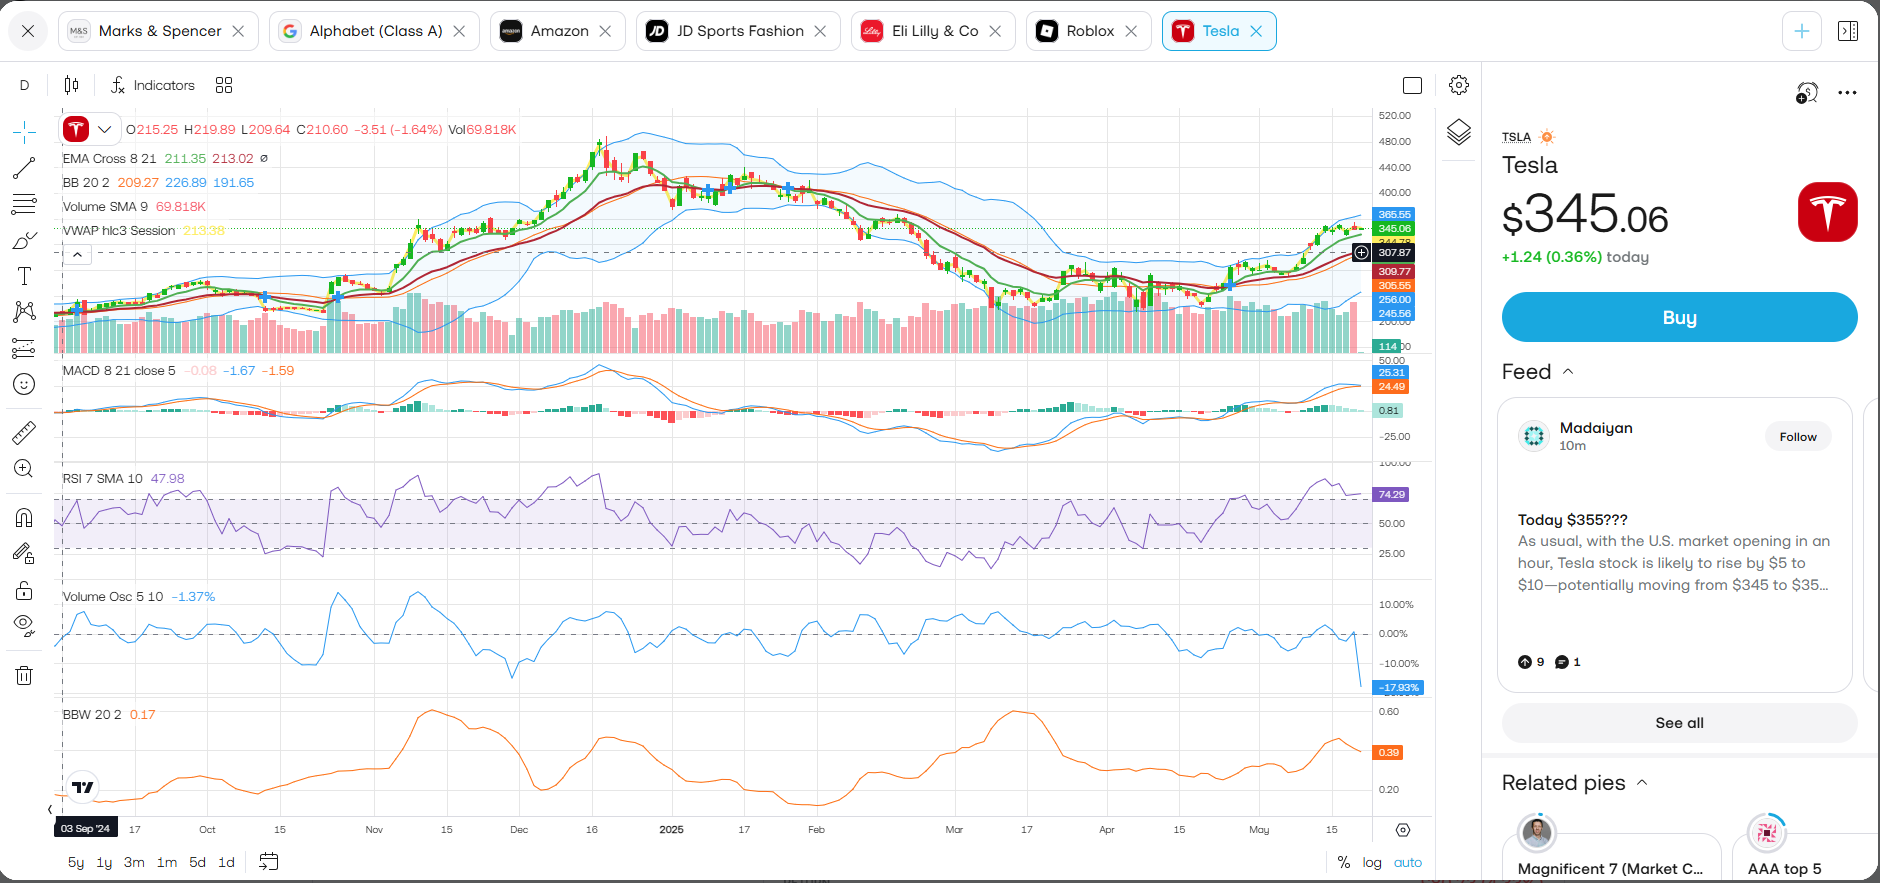 Marks & Spencer
Alphabet (Class A)
Amazon
JD Sports Fashion
Eli Lilly & Co
Roblox
Tesla
D
Indicators
O215.25 H219.89 L209.64 C210.60 −3.51 (−1.64%) Vol69.818K
EMA Cross 8 21 211.35 213.02 ø
BB 20 2 209.27 226.89 191.65
Volume SMA 9 69.818K
VWAP hlc3 Session 213.38
520.00
480.00
440.00
400.00
365.55
345.06
344.78
307.87
309.77
305.55
256.00
245.56
200.00
114
MACD 8 21 close 5 −0.08 −1.67 −1.59
50.00
25.31
24.49
0.81
−25.00
RSI 7 SMA 10 47.98
100.00
74.29
50.00
25.00
Volume Osc 5 10 −1.37%
10.00%
0.00%
−10.00%
−17.93%
BBW 20 2 0.17
0.60
0.39
0.20
03 Sep '24 17 Oct 15 Nov 15 Dec 16 2025 17 Feb Mar 17 Apr 15 May 15
5y 1y 3m 1m 5d 1d
% log auto
TSLA
Tesla
$345.06
+1.24 (0.36%) today
Buy
Feed
Madaiyan
10m
Follow
Today $355???
As usual, with the U.S. market opening in an
hour, Tesla stock is likely to rise by $5 to
$10—potentially moving from $345 to $35...
9 1
See all
Related pies
Magnificent 7 (Market C...
AAA top 5